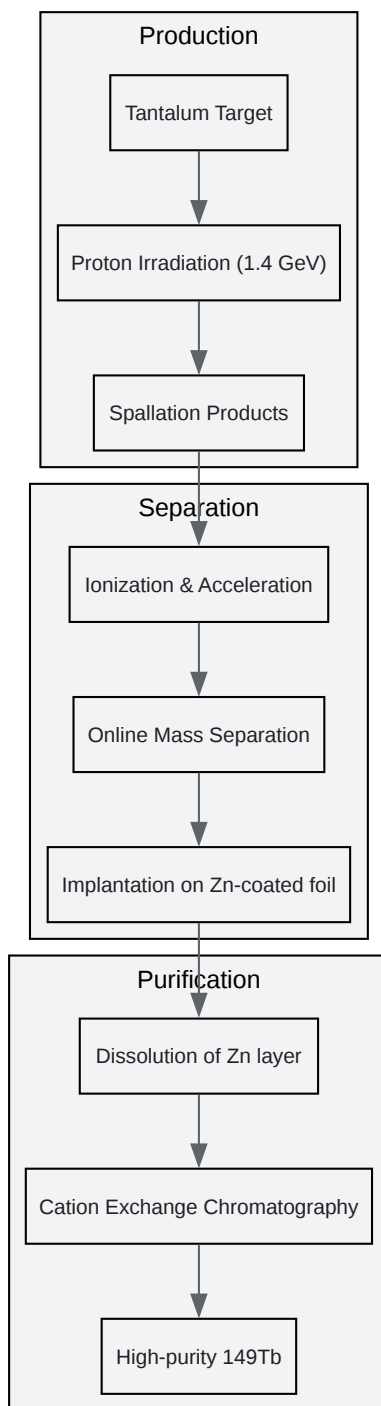 Production
Tantalum Target
Proton Irradiation (1.4 GeV)
Spallation Products
Separation
Ionization & Acceleration
Online Mass Separation
Implantation on Zn-coated foil
Purification
Dissolution of Zn layer
Cation Exchange Chromatography
High-purity 149Tb